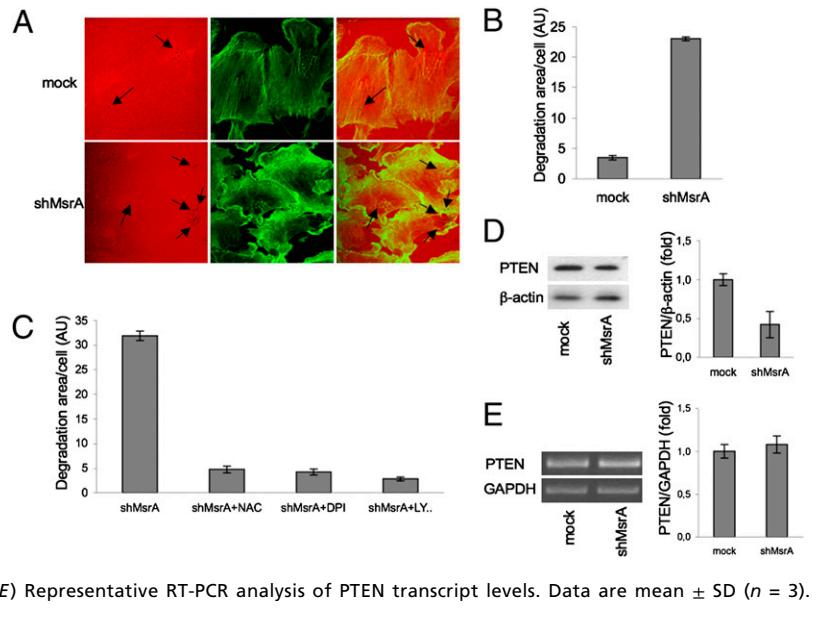 A
mock
shMsrA
B
Degradation area/cell (AU)
25
20
15
10
5
0
mock shMsrA
C
Degradation area/cell (AU)
35
30
25
20
15
10
5
0
shMsrA shMsrA+NAC shMsrA+DPI shMsrA+LY..
D
PTEN
β-actin
mock shMsrA
PTEN/β-actin (fold)
1,5
1,0
0,5
0,0
mock shMsrA
E
PTEN
GAPDH
mock shMsrA
PTEN/GAPDH (fold)
1,5
1,0
0,5
0,0
mock shMsrA
E) Representative RT-PCR analysis of PTEN transcript levels. Data are mean ± SD (n = 3).